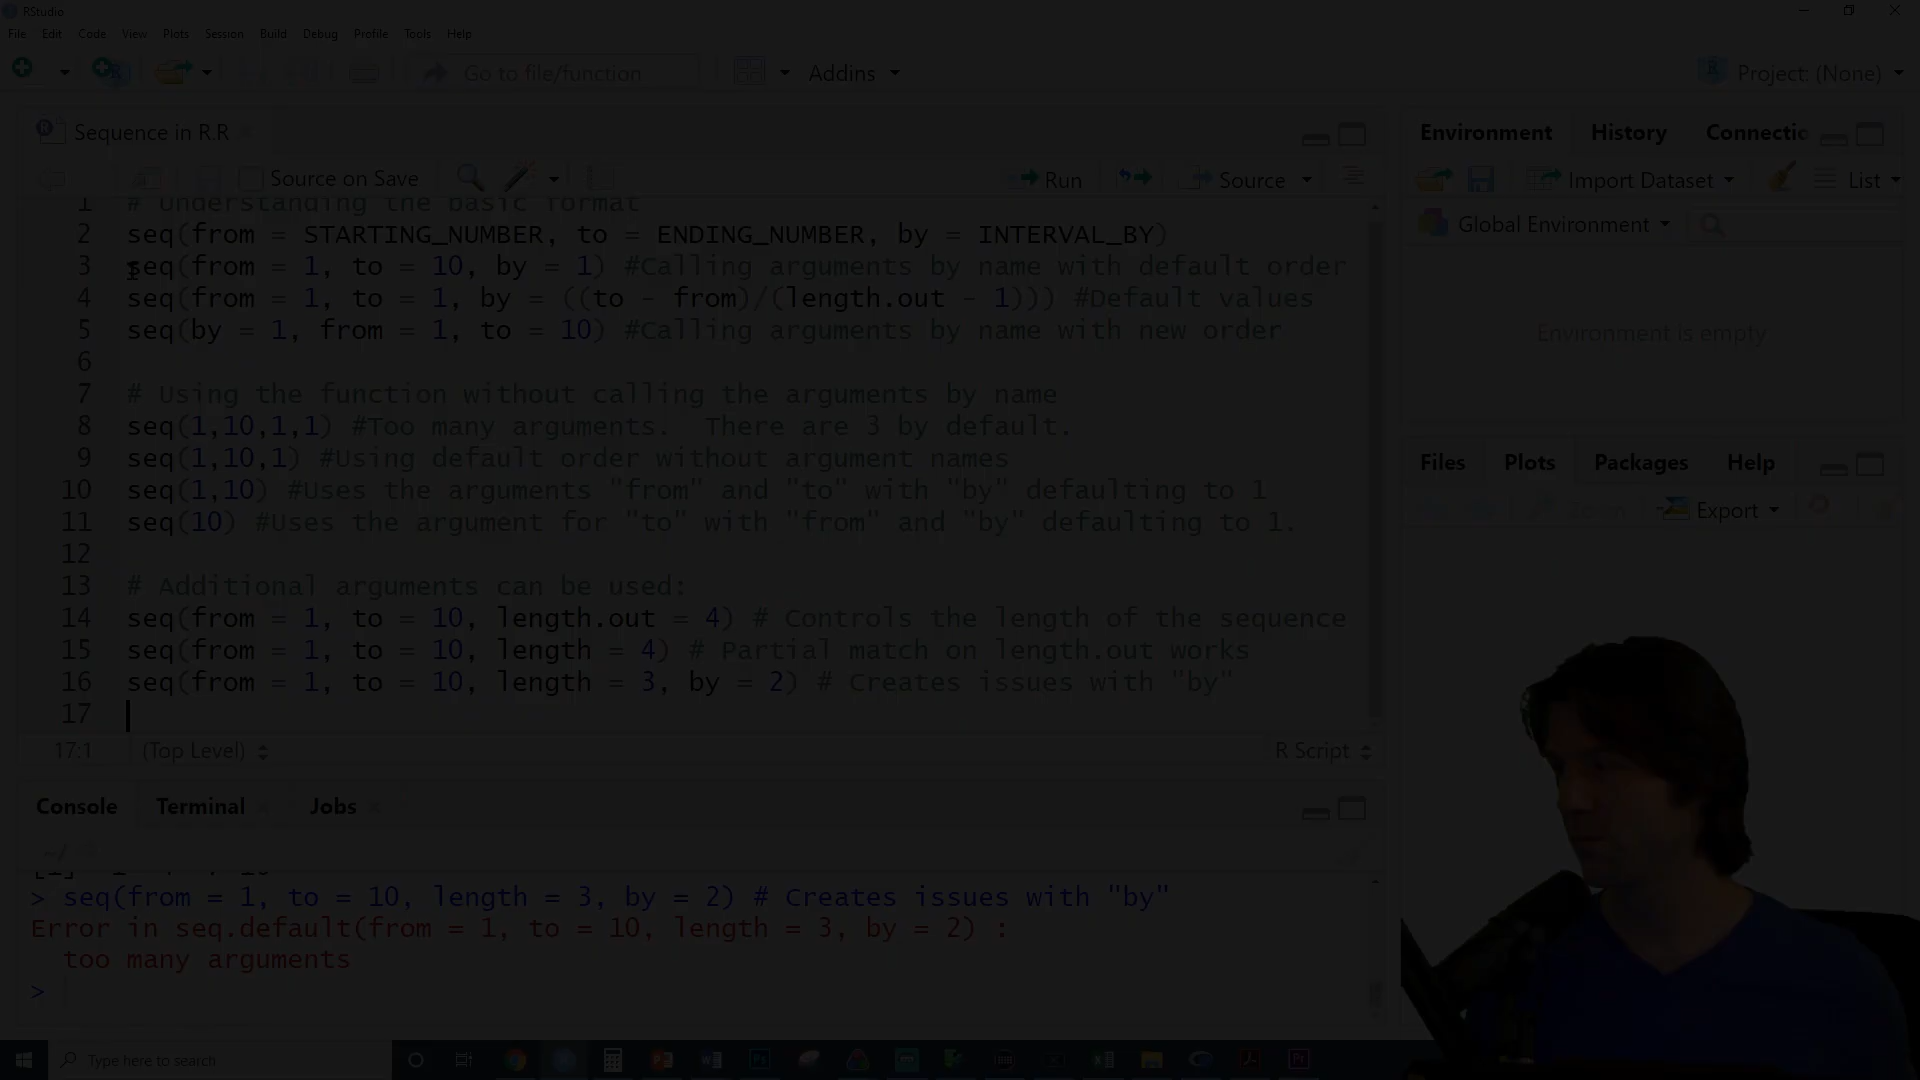 RStudio
File Edit Code View Plots Session Build Debug Profile Tools Help
Go to file/function Addins Project: (None)
Sequence in R.R
Source on Save Run Source
1 # Understanding the basic format
2 seq(from = STARTING_NUMBER, to = ENDING_NUMBER, by = INTERVAL_BY)
3 seq(from = 1, to = 10, by = 1) #Calling arguments by name with default order
4 seq(from = 1, to = 1, by = ((to - from)/(length.out - 1))) #Default values
5 seq(by = 1, from = 1, to = 10) #Calling arguments by name with new order
6
7 # Using the function without calling the arguments by name
8 seq(1,10,1,1) #Too many arguments.  There are 3 by default.
9 seq(1,10,1) #Using default order without argument names
10 seq(1,10) #Uses the arguments "from" and "to" with "by" defaulting to 1
11 seq(10) #Uses the argument for "to" with "from" and "by" defaulting to 1.
12
13 # Additional arguments can be used:
14 seq(from = 1, to = 10, length.out = 4) # Controls the length of the sequence
15 seq(from = 1, to = 10, length = 4) # Partial match on length.out works
16 seq(from = 1, to = 10, length = 3, by = 2) # Creates issues with "by"
17
17:1 (Top Level) R Script
Console Terminal Jobs
~/
> seq(from = 1, to = 10, length = 3, by = 2) # Creates issues with "by"
Error in seq.default(from = 1, to = 10, length = 3, by = 2) :
too many arguments
>
Environment History Connectio
Import Dataset List
Global Environment
Environment is empty
Files Plots Packages Help
Zoom Export
Type here to search